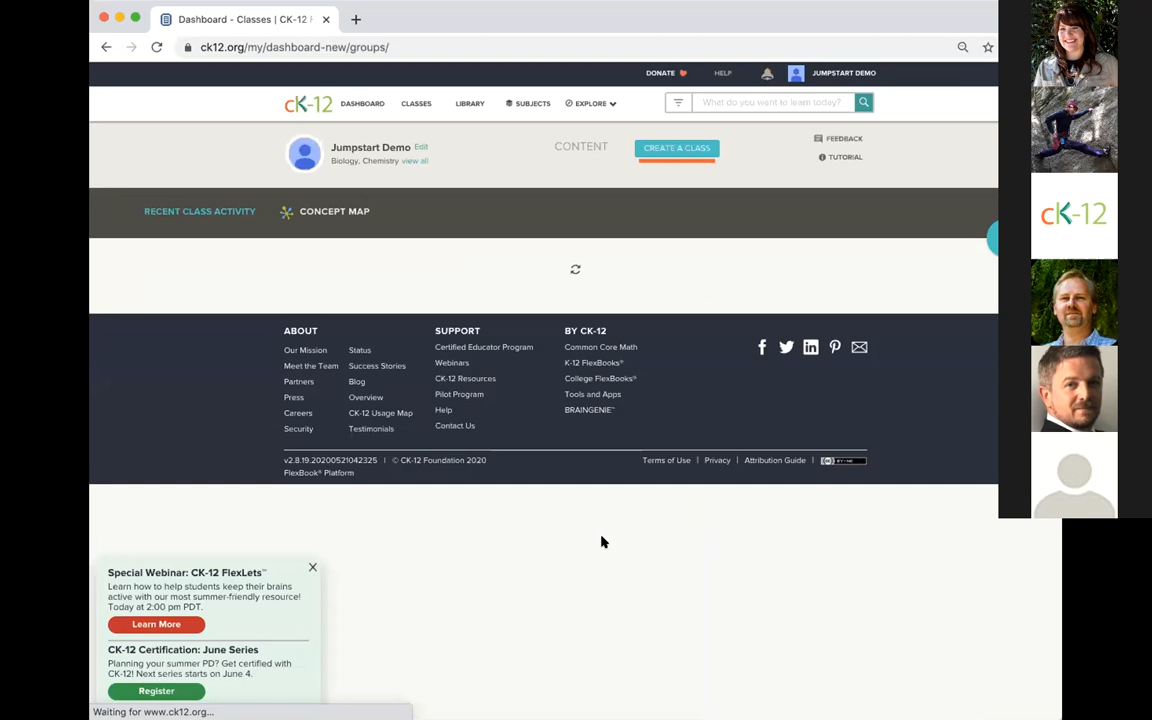 Dashboard - Classes | CK-12
ck12.org/my/dashboard-new/groups/
DONATE HELP JUMPSTART DEMO
cK-12 DASHBOARD CLASSES LIBRARY SUBJECTS EXPLORE What do you want to learn today?
Jumpstart Demo Edit
Biology, Chemistry view all
CONTENT CREATE A CLASS
FEEDBACK
TUTORIAL
RECENT CLASS ACTIVITY CONCEPT MAP
ABOUT
Our Mission Status
Meet the Team Success Stories
Partners Blog
Press Overview
Careers CK-12 Usage Map
Security Testimonials
SUPPORT
Certified Educator Program
Webinars
CK-12 Resources
Pilot Program
Help
Contact Us
BY CK-12
Common Core Math
K-12 FlexBooks®
College FlexBooks®
Tools and Apps
BRAINGENIE™
v2.8.19.20200521042325 | © CK-12 Foundation 2020
FlexBook® Platform
Terms of Use | Privacy | Attribution Guide | BY-NC
Special Webinar: CK-12 FlexLets™
Learn how to help students keep their brains
active with our most summer-friendly resource!
Today at 2:00 pm PDT.
Learn More
CK-12 Certification: June Series
Planning your summer PD? Get certified with
CK-12! Next series starts on June 4.
Register
Waiting for www.ck12.org...
cK-12